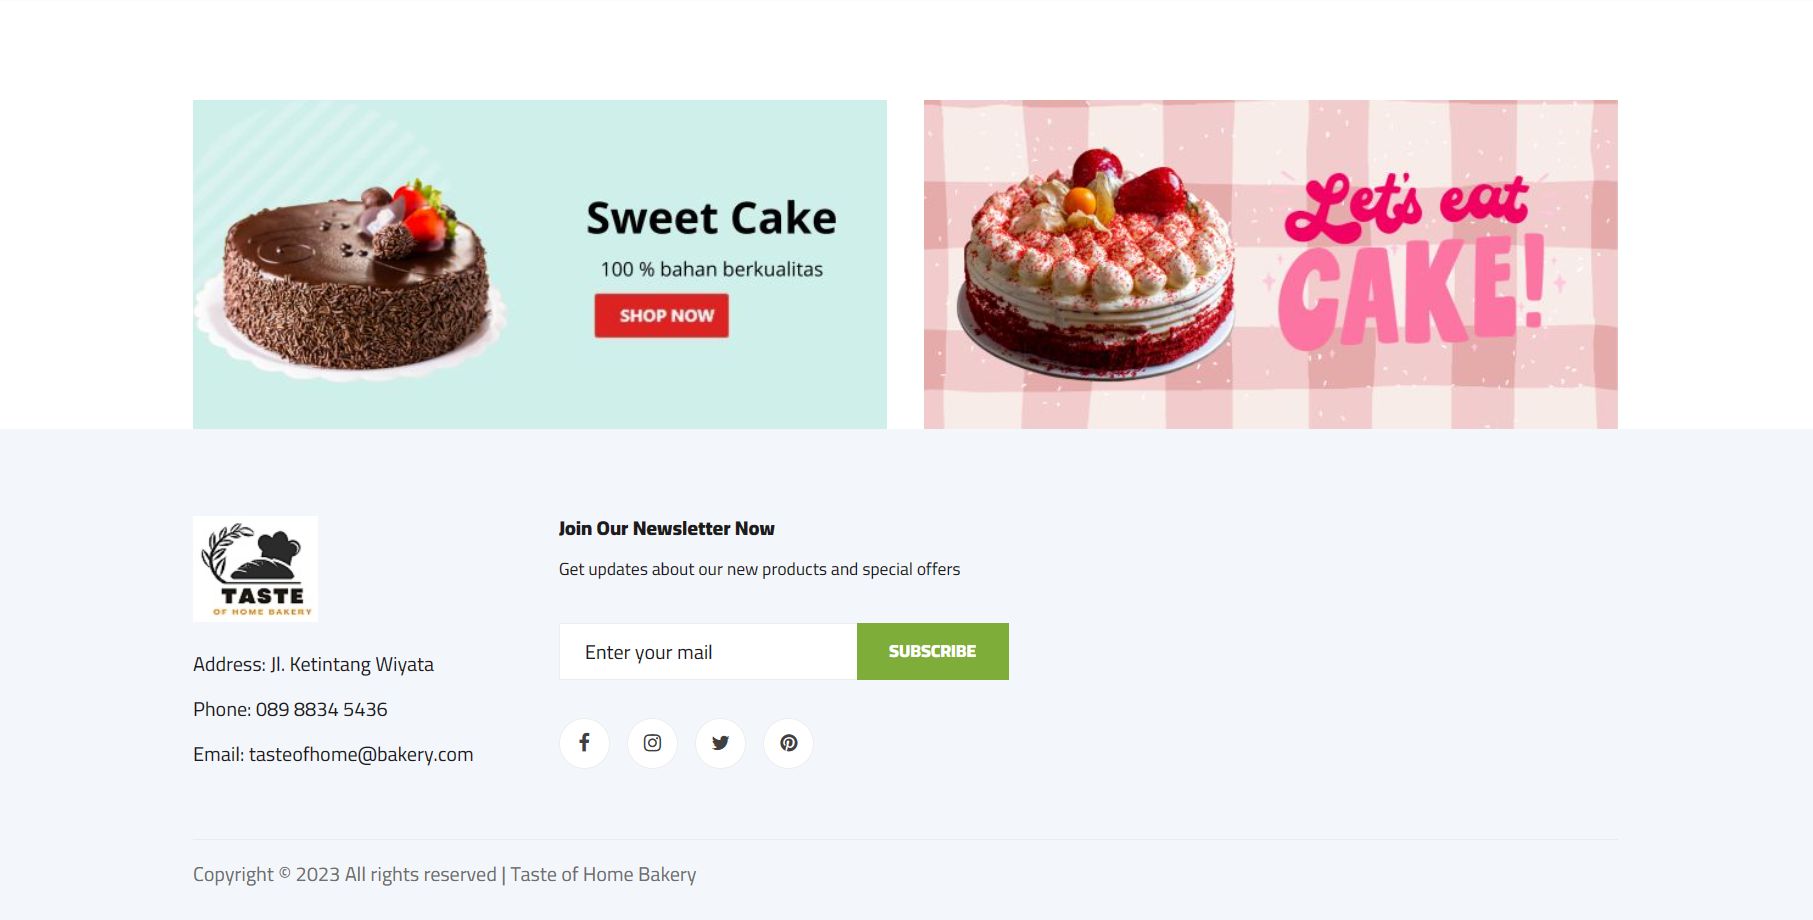 Sweet Cake
100 % bahan berkualitas
SHOP NOW
Let's eat
CAKE!
TASTE
OF HOME BAKERY
Address: Jl. Ketintang Wiyata
Phone: 089 8834 5436
Email: tasteofhome@bakery.com
Join Our Newsletter Now
Get updates about our new products and special offers
Enter your mail
SUBSCRIBE
Copyright © 2023 All rights reserved | Taste of Home Bakery